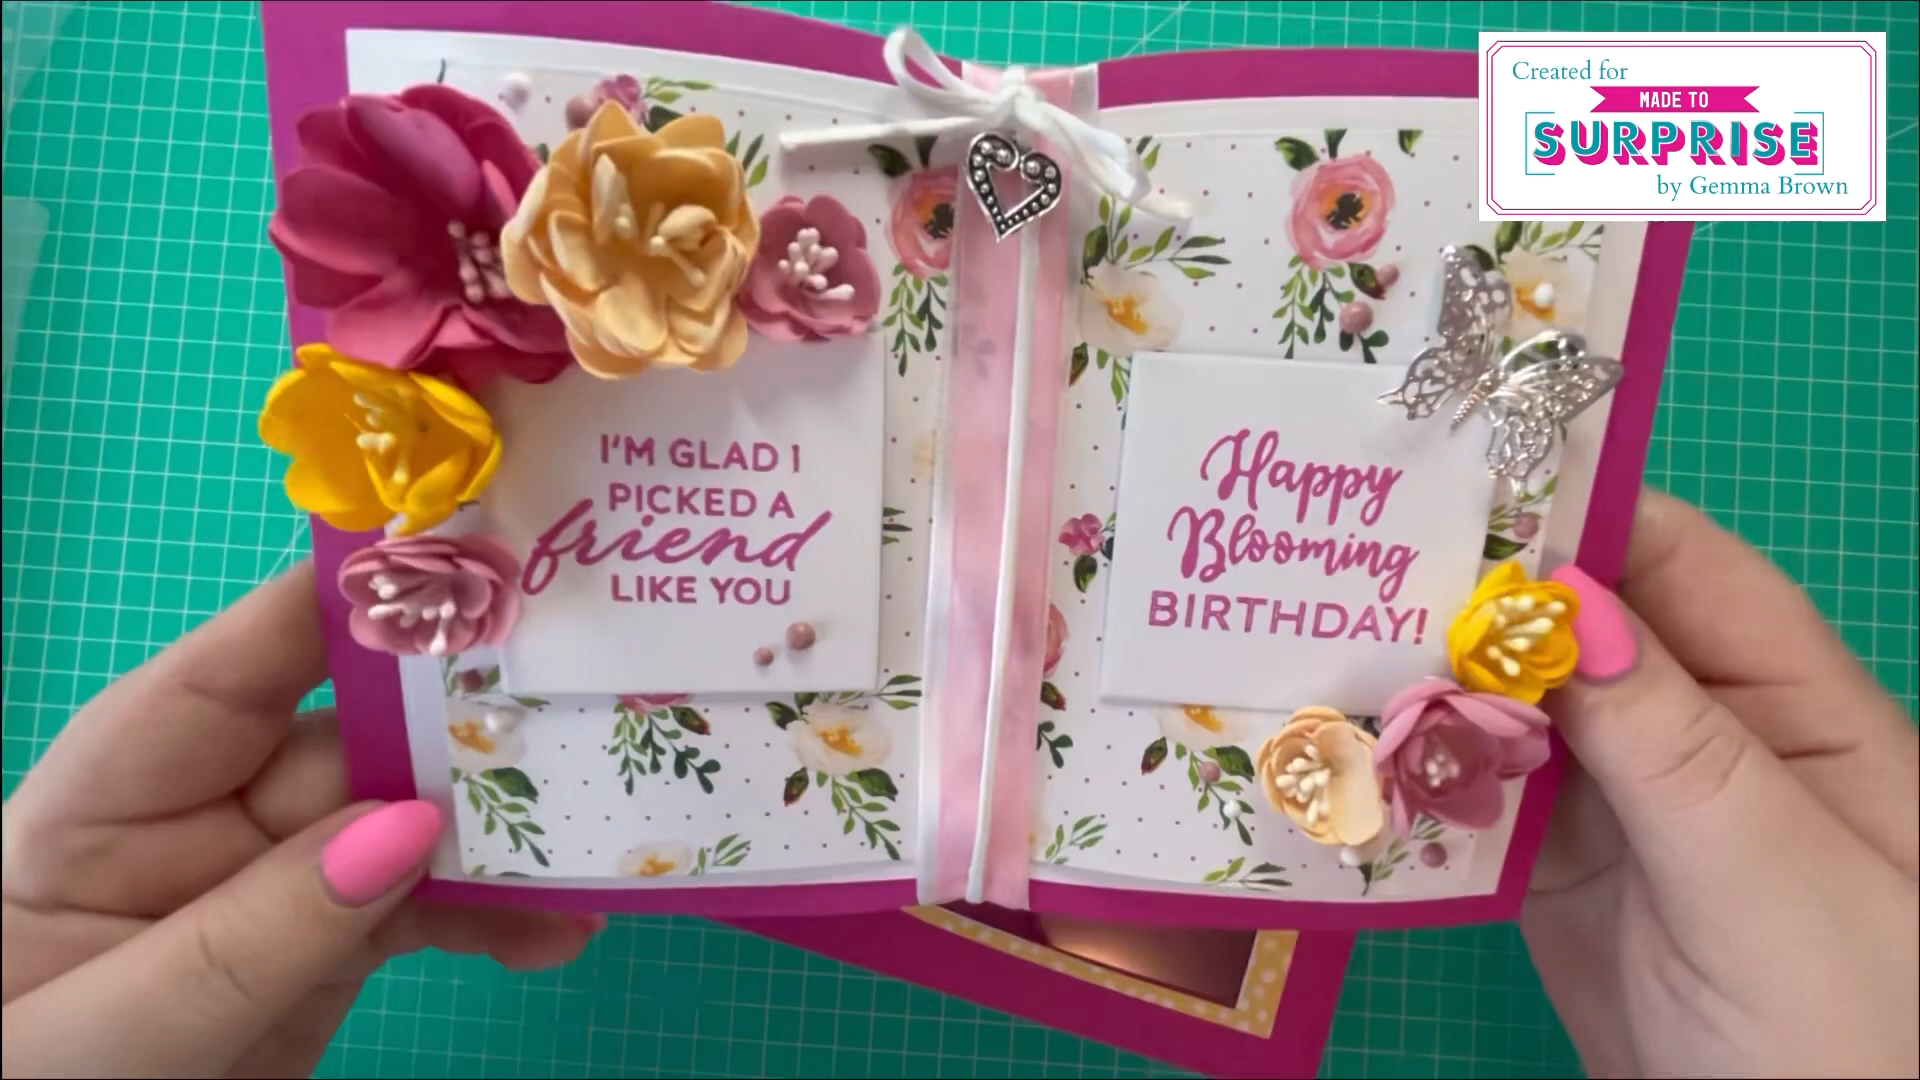 Created for
MADE TO
SURPRISE
by Gemma Brown
I'M GLAD I
PICKED A
friend
LIKE YOU
Happy
Blooming
BIRTHDAY!